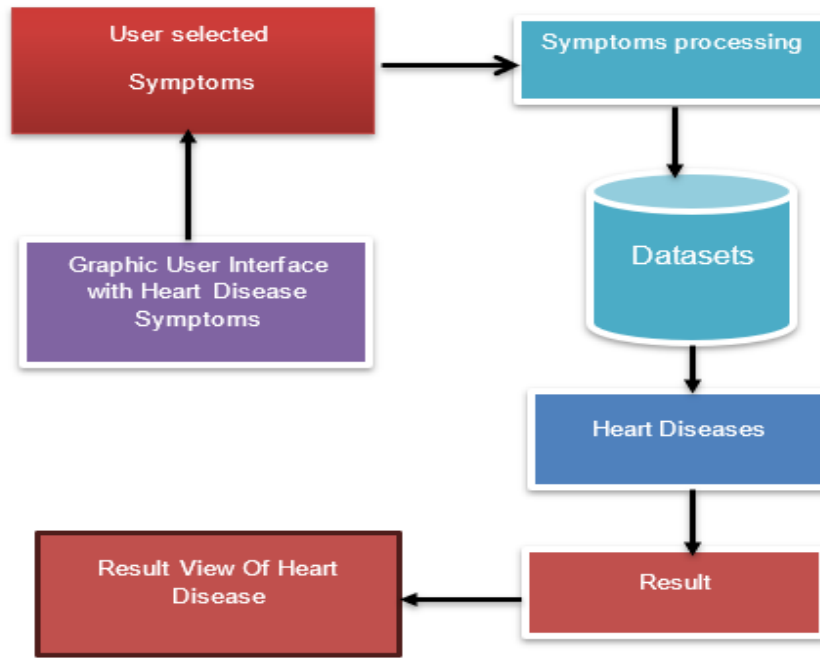 User selected
Symptoms
Symptoms processing
Graphic User Interface
with Heart Disease
Symptoms
Datasets
Heart Diseases
Result View Of Heart
Disease
Result